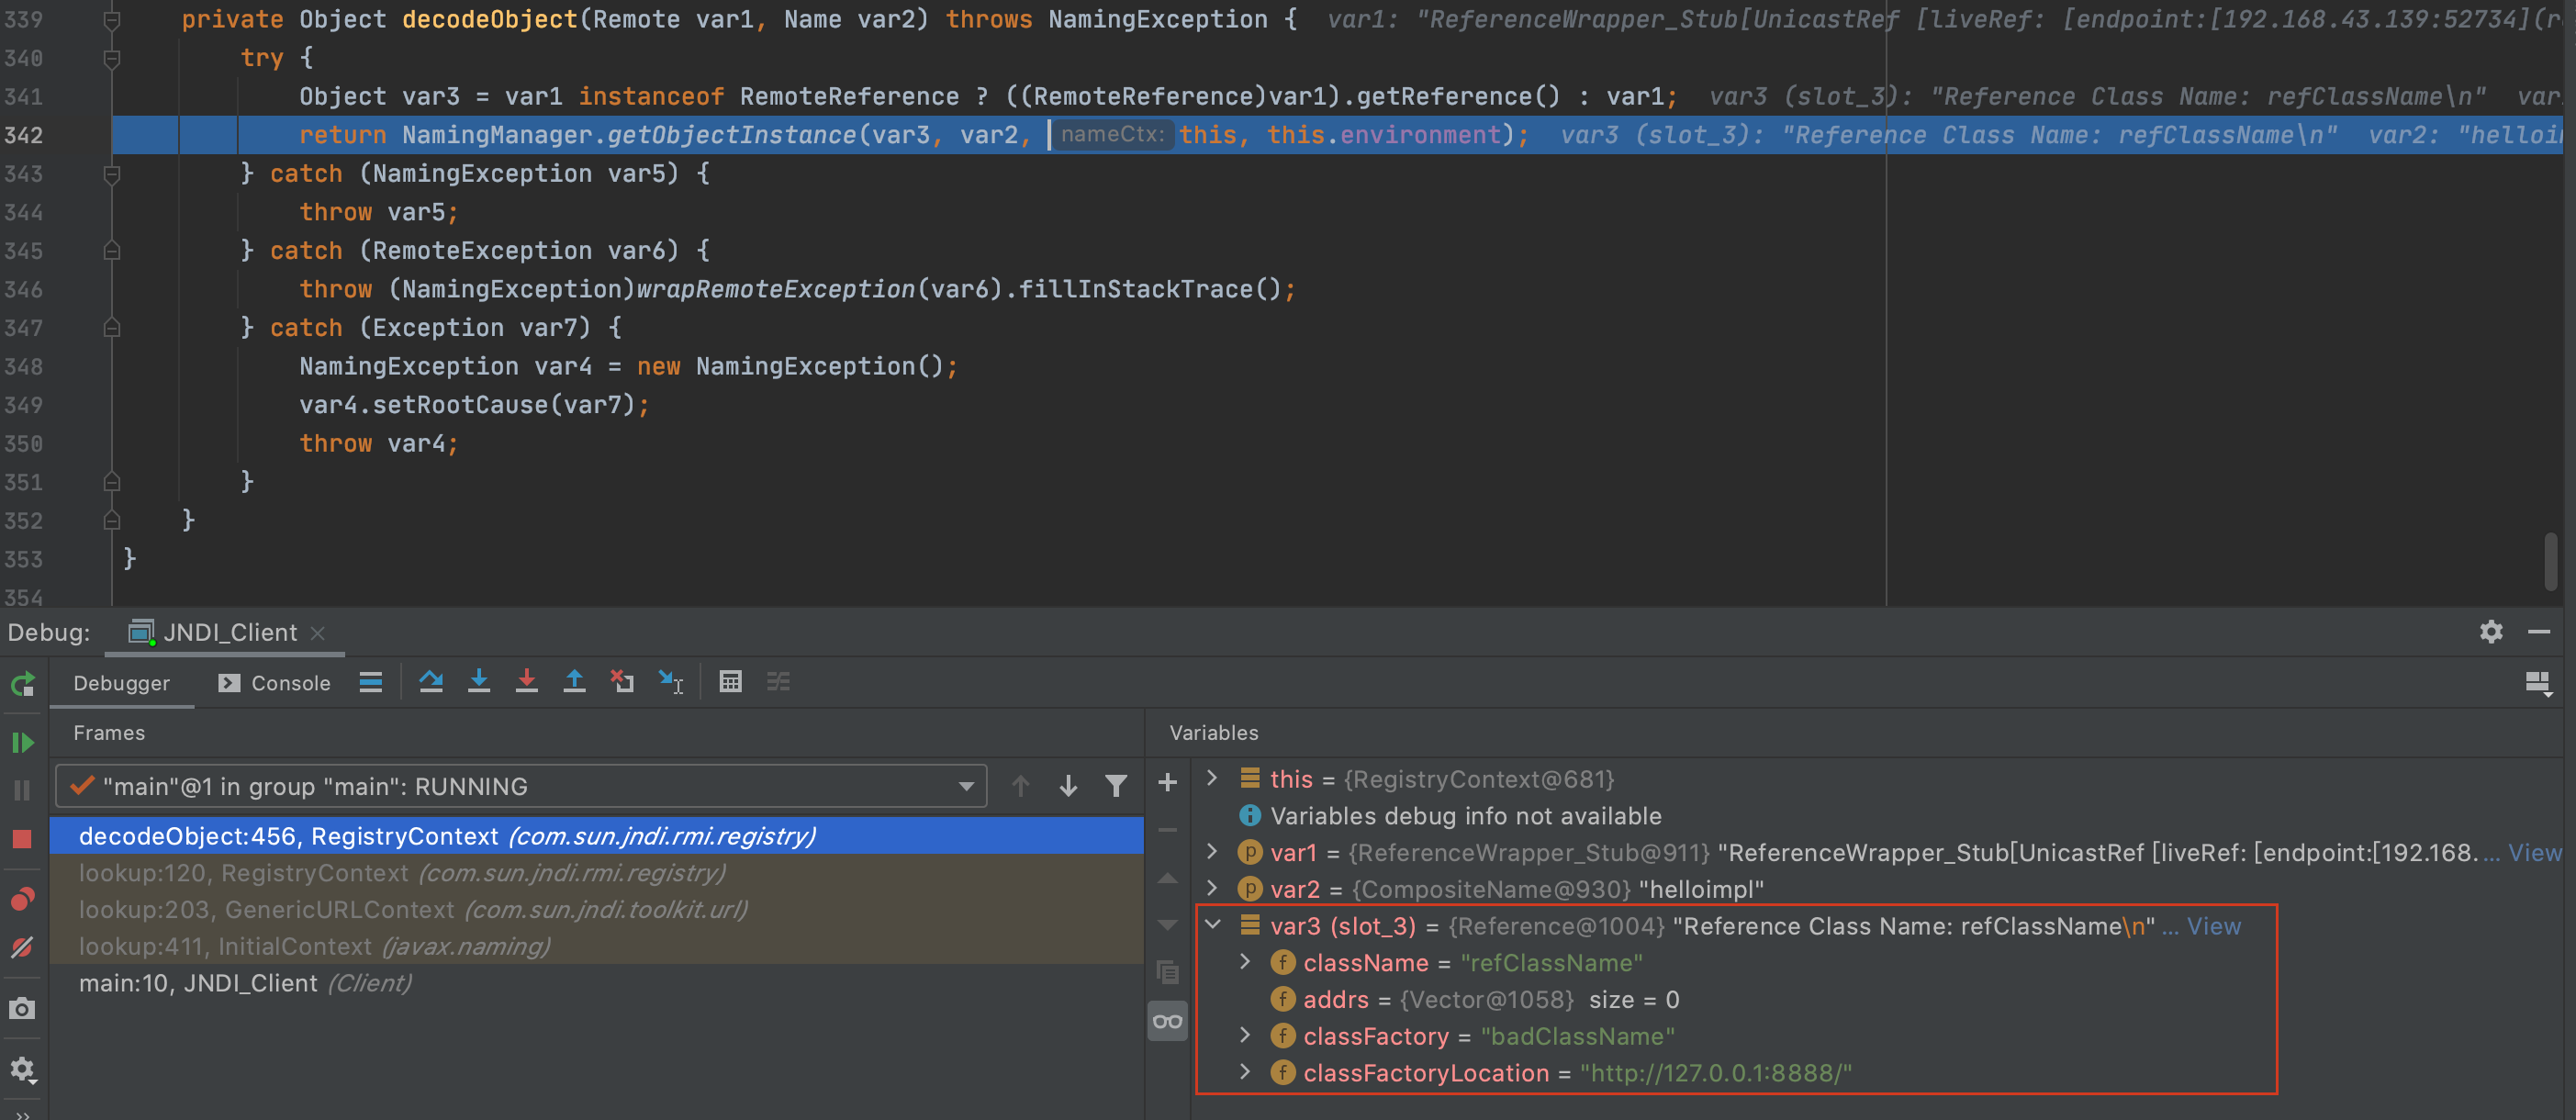 339 private Object decodeObject(Remote var1, Name var2) throws NamingException { var1: "ReferenceWrapper_Stub[UnicastRef [liveRef: [endpoint:[192.168.43.139:52734](r
340 try {
341 Object var3 = var1 instanceof RemoteReference ? ((RemoteReference)var1).getReference() : var1; var3 (slot_3): "Reference Class Name: refClassName\n" var
342 return NamingManager.getObjectInstance(var3, var2, nameCtx: this, this.environment); var3 (slot_3): "Reference Class Name: refClassName\n" var2: "helloi
343 } catch (NamingException var5) {
344 throw var5;
345 } catch (RemoteException var6) {
346 throw (NamingException)wrapRemoteException(var6).fillInStackTrace();
347 } catch (Exception var7) {
348 NamingException var4 = new NamingException();
349 var4.setRootCause(var7);
350 throw var4;
351 }
352 }
353 }
354
Debug: JNDI_Client
Debugger Console
Frames
"main"@1 in group "main": RUNNING
decodeObject:456, RegistryContext (com.sun.jndi.rmi.registry)
lookup:120, RegistryContext (com.sun.jndi.rmi.registry)
lookup:203, GenericURLContext (com.sun.jndi.toolkit.url)
lookup:411, InitialContext (javax.naming)
main:10, JNDI_Client (Client)
Variables
this = {RegistryContext@681}
Variables debug info not available
var1 = {ReferenceWrapper_Stub@911} "ReferenceWrapper_Stub[UnicastRef [liveRef: [endpoint:[192.168.... View
var2 = {CompositeName@930} "helloimpl"
var3 (slot_3) = {Reference@1004} "Reference Class Name: refClassName\n" ... View
className = "refClassName"
addrs = {Vector@1058} size = 0
classFactory = "badClassName"
classFactoryLocation = "http://127.0.0.1:8888/"